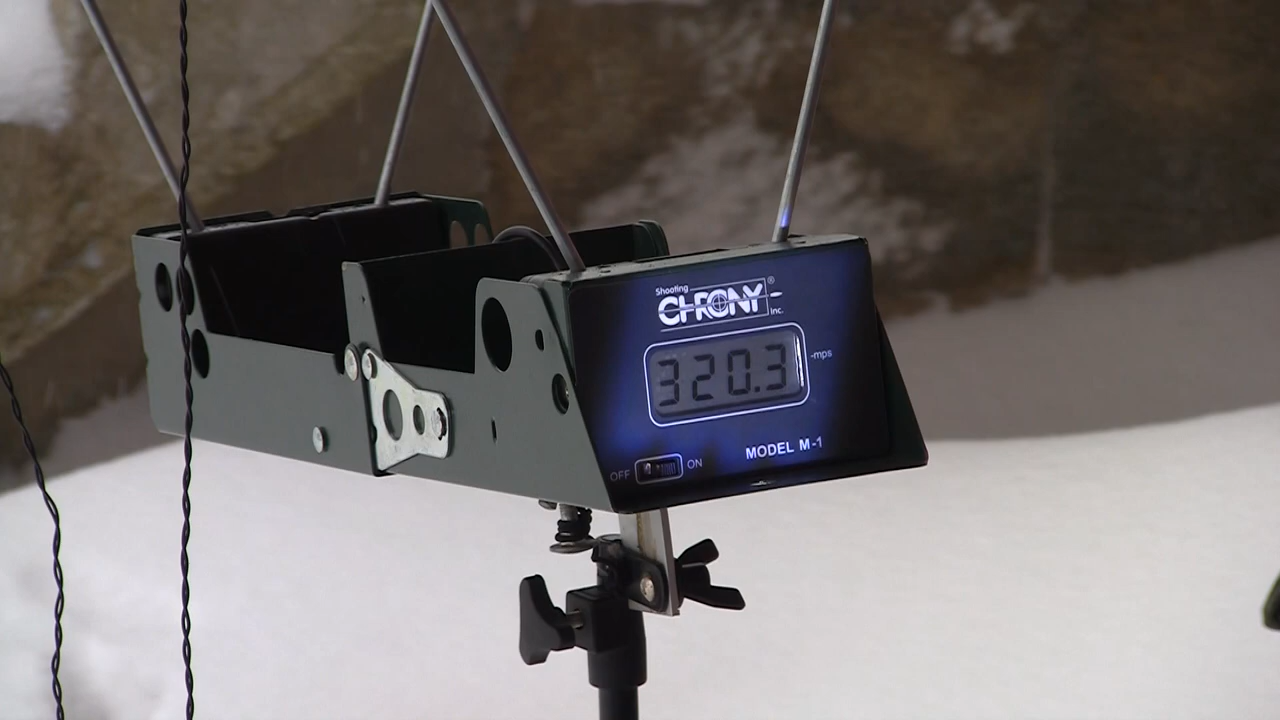 Shooting
CHRONY ®
Inc.
320.3 -mps
MODEL M-1
OFF ON